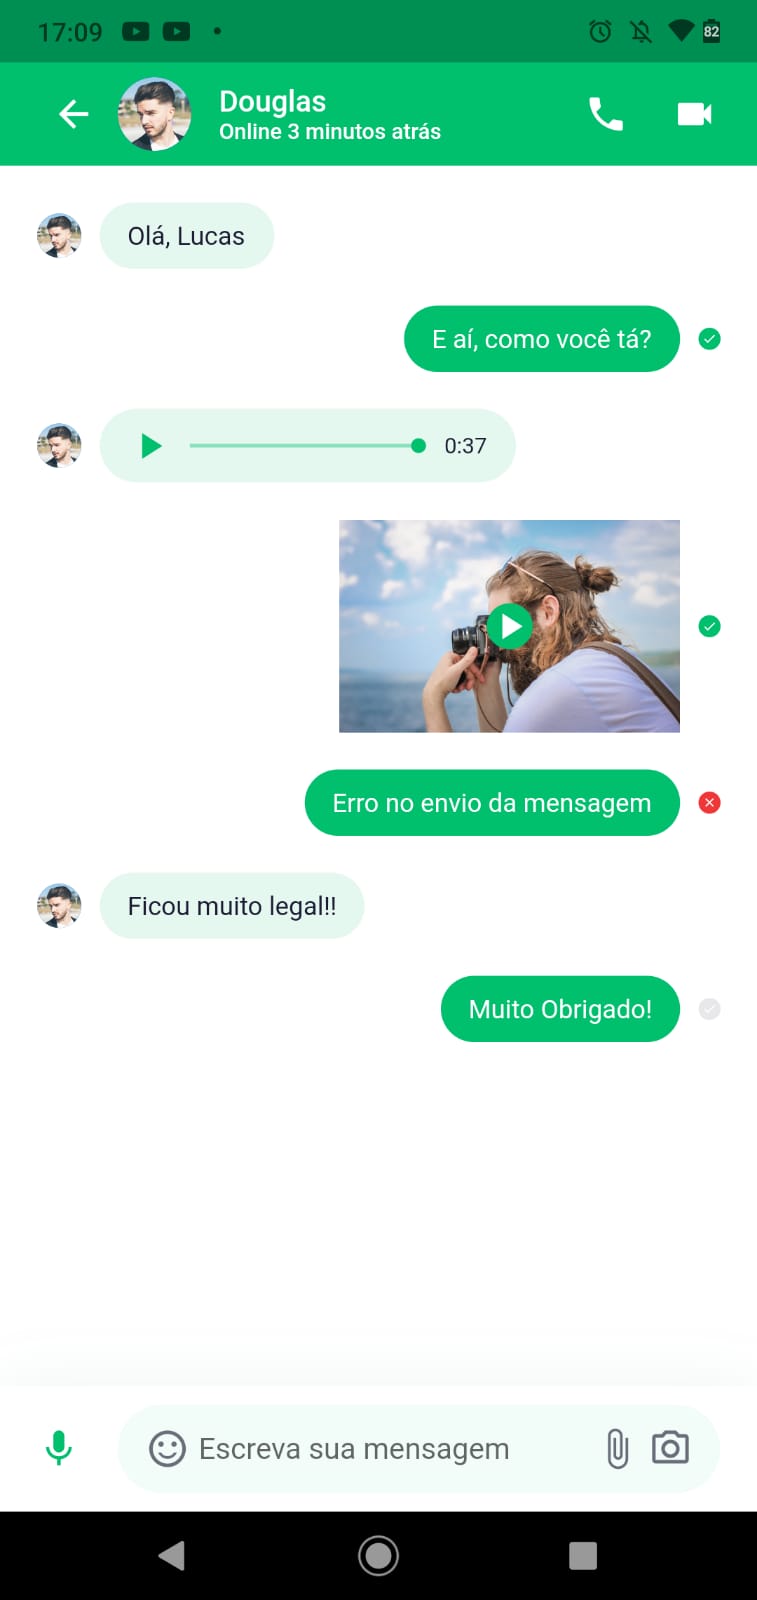 17:09
82
Douglas
Online 3 minutos atrás
Olá, Lucas
E aí, como você tá?
0:37
Erro no envio da mensagem
Ficou muito legal!!
Muito Obrigado!
Escreva sua mensagem